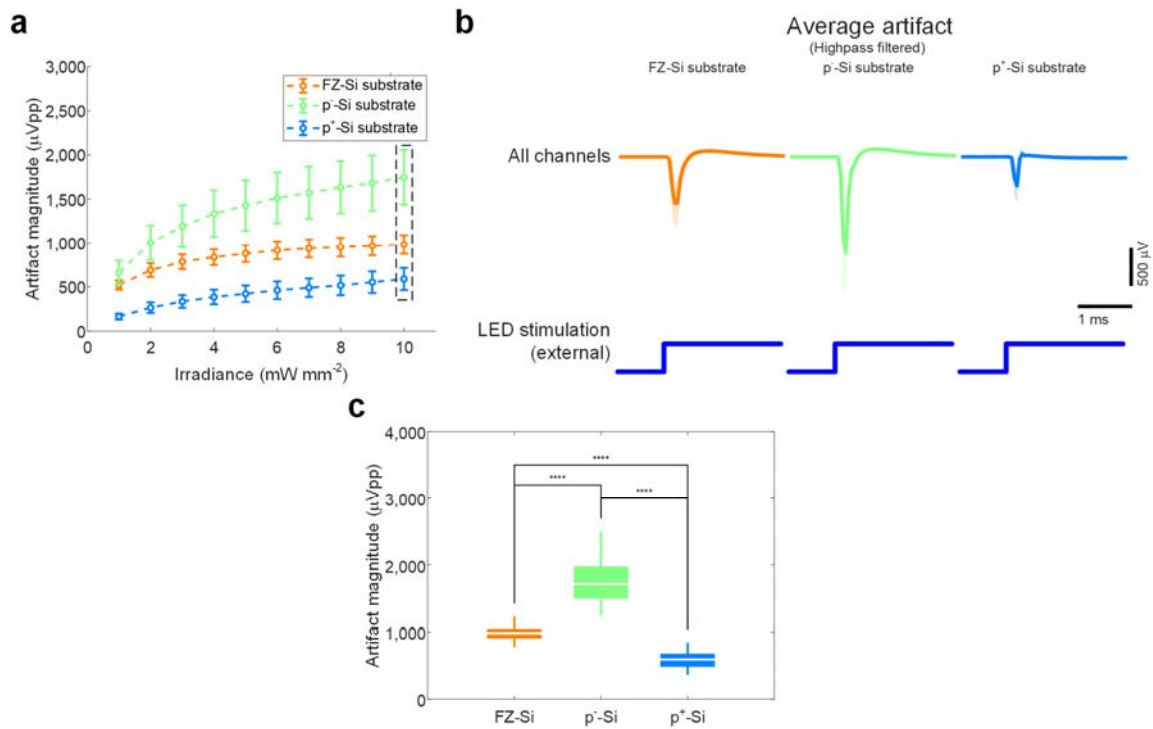 a
3,000
2,500
2,000
1,500
1,000
500
0
0
2
4
6
8
10
Artifact magnitude (µVpp)
Irradiance (mW mm⁻²)
FZ-Si substrate
p⁻-Si substrate
p⁺-Si substrate
b
Average artifact
(Highpass filtered)
FZ-Si substrate
p⁻-Si substrate
p⁺-Si substrate
All channels
500 µV
1 ms
LED stimulation
(external)
c
4,000
3,000
2,000
1,000
0
Artifact magnitude (µVpp)
****
****
****
FZ-Si
p⁻-Si
p⁺-Si